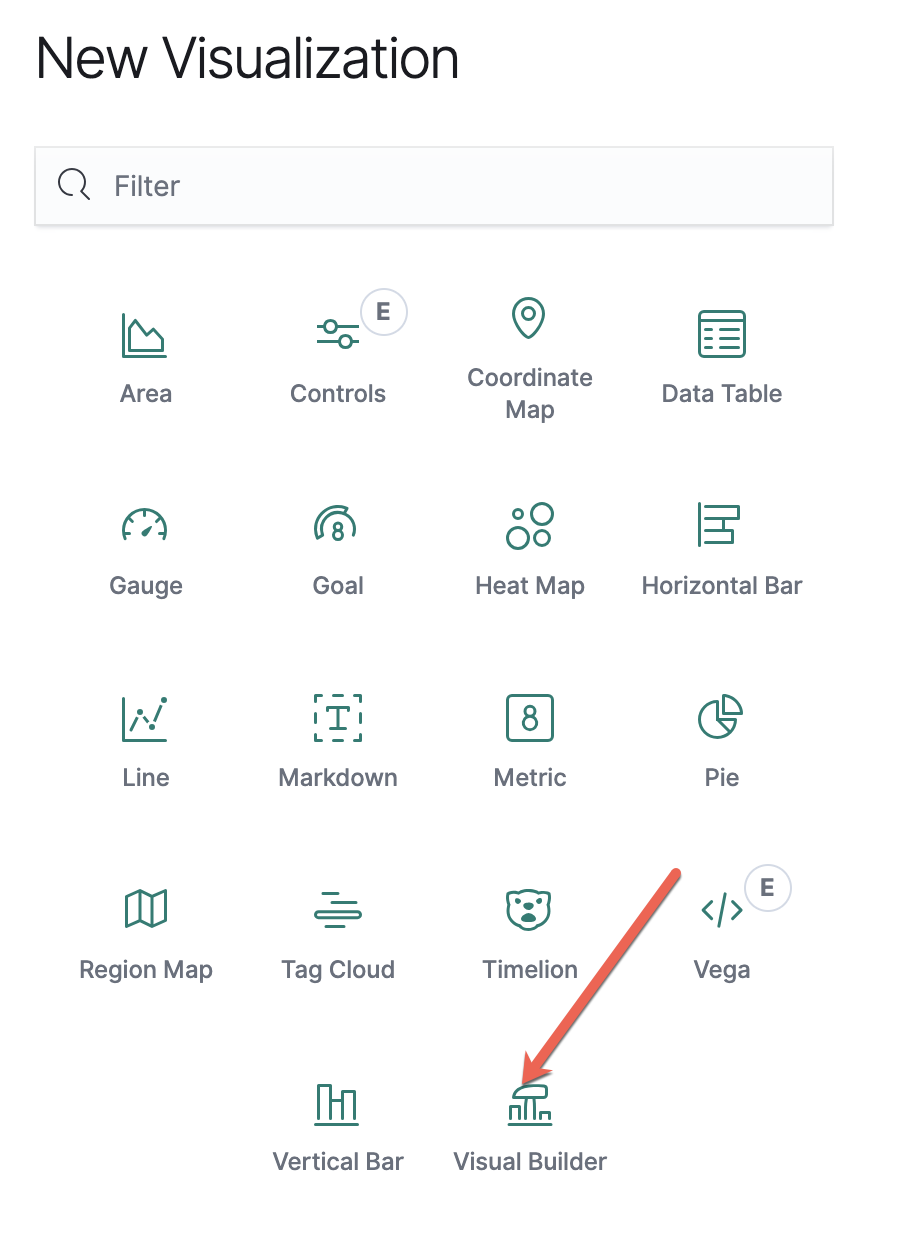 New Visualization
Filter
E
Area
Controls
Coordinate
Map
Data Table
8
Gauge
Goal
Heat Map
Horizontal Bar
T
8
Line
Markdown
Metric
Pie
E
</>
Region Map
Tag Cloud
Timelion
Vega
Vertical Bar
Visual Builder